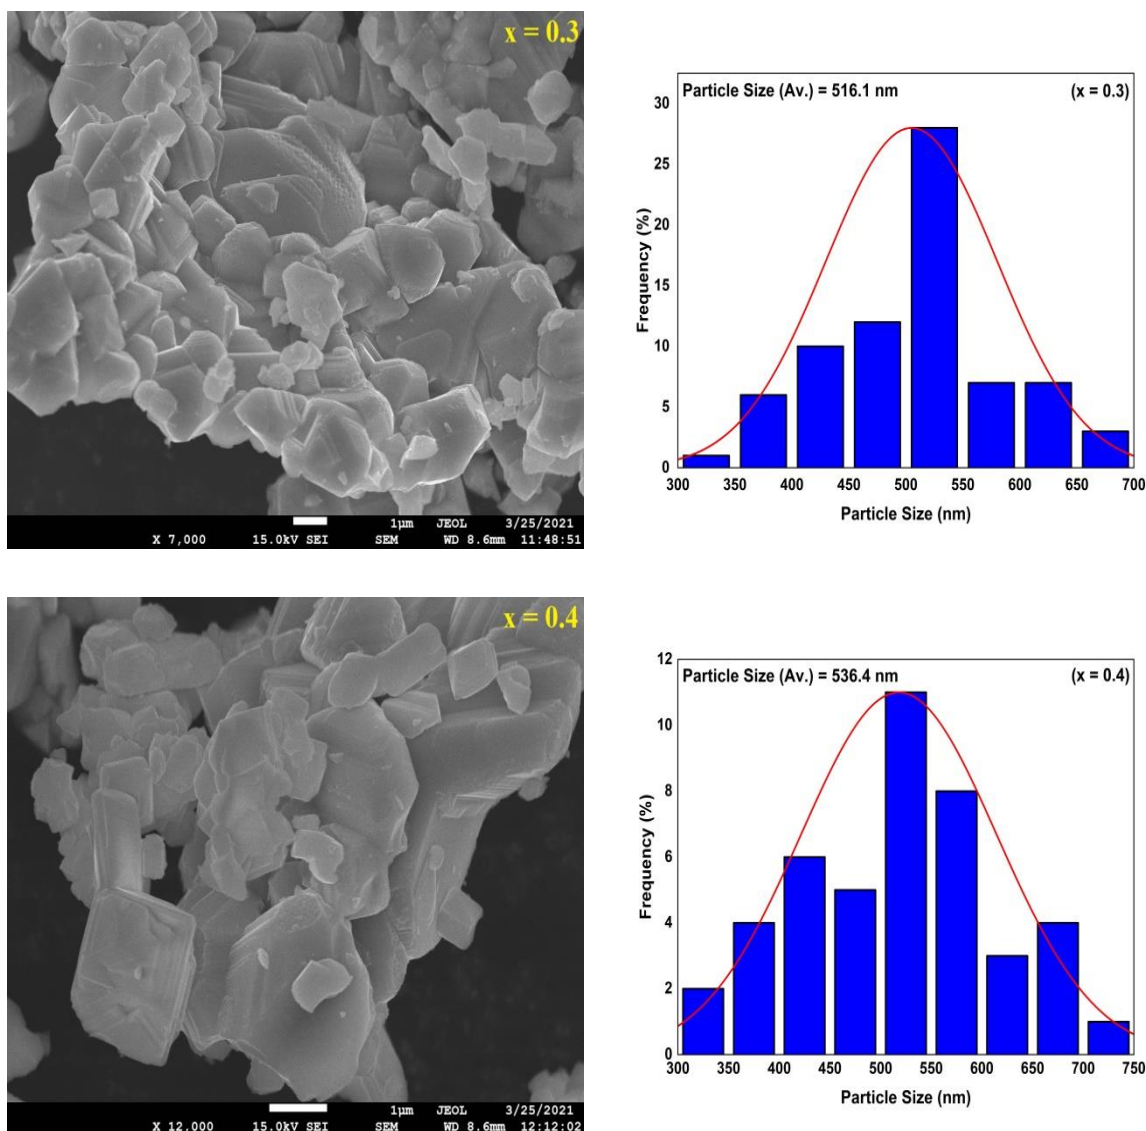 x = 0.3
1µm JEOL 3/25/2021
X 7,000 15.0kV SEI SEM WD 8.6mm 11:48:51
Particle Size (Av.) = 516.1 nm (x = 0.3)
Frequency (%)
30
25
20
15
10
5
0
300 350 400 450 500 550 600 650 700
Particle Size (nm)
x = 0.4
1µm JEOL 3/25/2021
X 12,000 15.0kV SEI SEM WD 8.6mm 12:12:02
Particle Size (Av.) = 536.4 nm (x = 0.4)
Frequency (%)
12
10
8
6
4
2
0
300 350 400 450 500 550 600 650 700 750
Particle Size (nm)